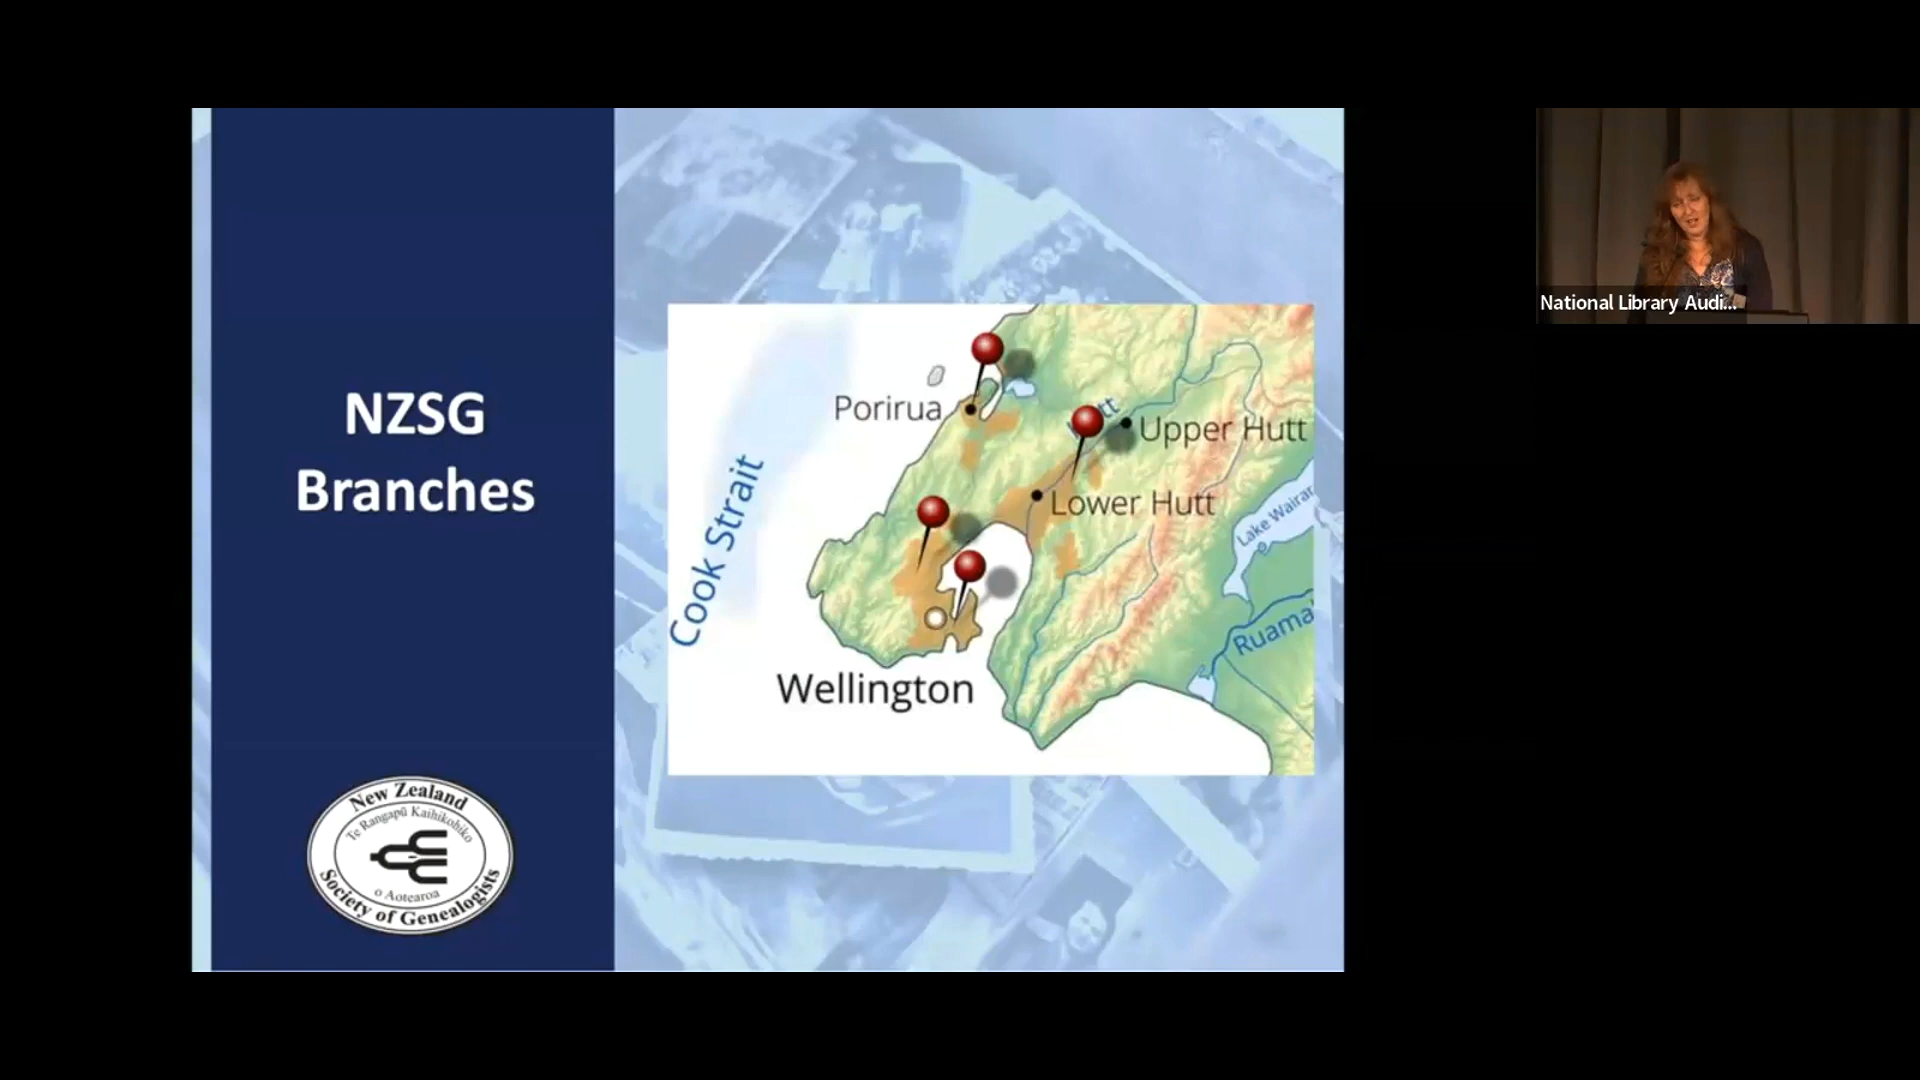 NZSG
Branches
New Zealand
Te Rangapū Kaihikohiko
o Aotearoa
Society of Genealogists
Porirua
Upper Hutt
Lower Hutt
Cook Strait
Wellington
Lake Wairar
Ruama
National Library Audi...